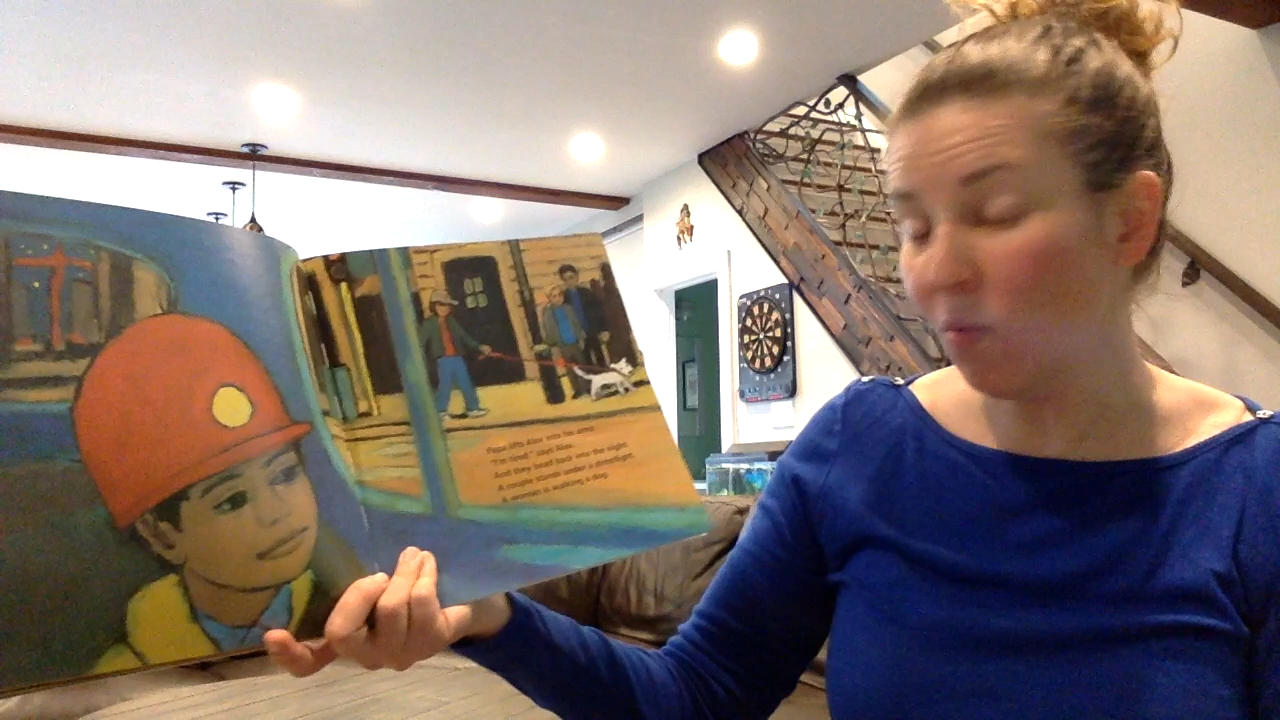 Papa lifts Alex into his arms.
"I'm tired," says Alex.
And they head back into the night.
A couple stands under a streetlight.
A woman is walking a dog.